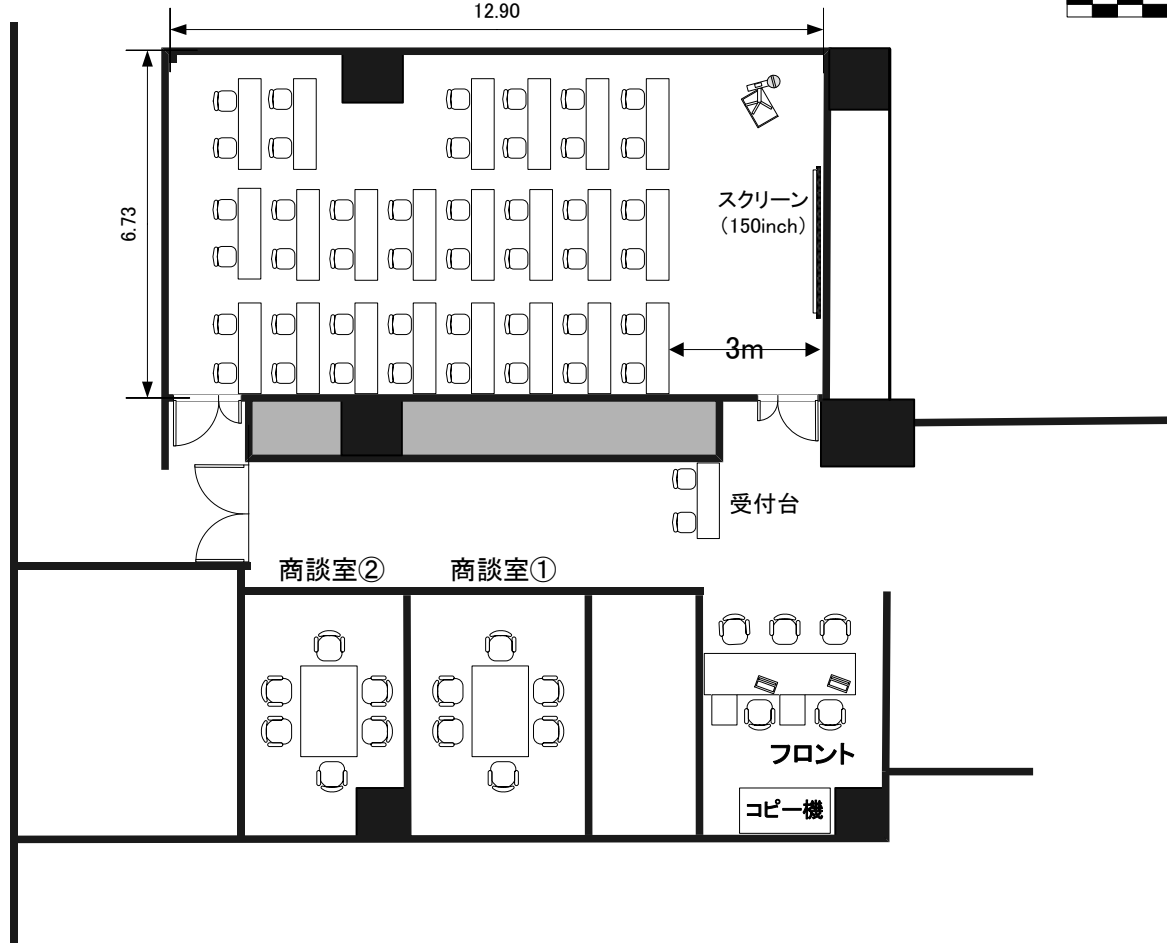 12.90
6.73
スクリーン
（150inch）
3m
受付台
商談室②
商談室①
フロント
コピー機